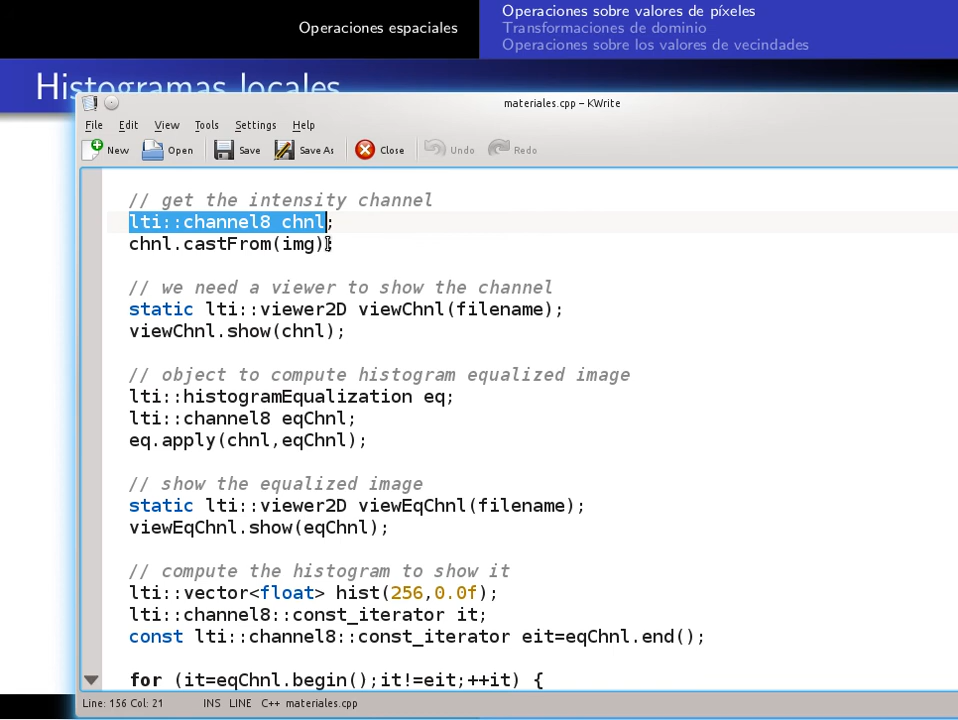 Operaciones espaciales
Operaciones sobre valores de píxeles
Transformaciones de dominio
Operaciones sobre los valores de vecindades
Histogramas locales
materiales.cpp – KWrite
File Edit View Tools Settings Help
New Open Save Save As Close Undo Redo
// get the intensity channel
lti::channel8 chnl;
chnl.castFrom(img);
// we need a viewer to show the channel
static lti::viewer2D viewChnl(filename);
viewChnl.show(chnl);
// object to compute histogram equalized image
lti::histogramEqualization eq;
lti::channel8 eqChnl;
eq.apply(chnl,eqChnl);
// show the equalized image
static lti::viewer2D viewEqChnl(filename);
viewEqChnl.show(eqChnl);
// compute the histogram to show it
lti::vector<float> hist(256,0.0f);
lti::channel8::const_iterator it;
const lti::channel8::const_iterator eit=eqChnl.end();
for (it=eqChnl.begin();it!=eit;++it) {
Line: 156 Col: 21 INS LINE C++ materiales.cpp